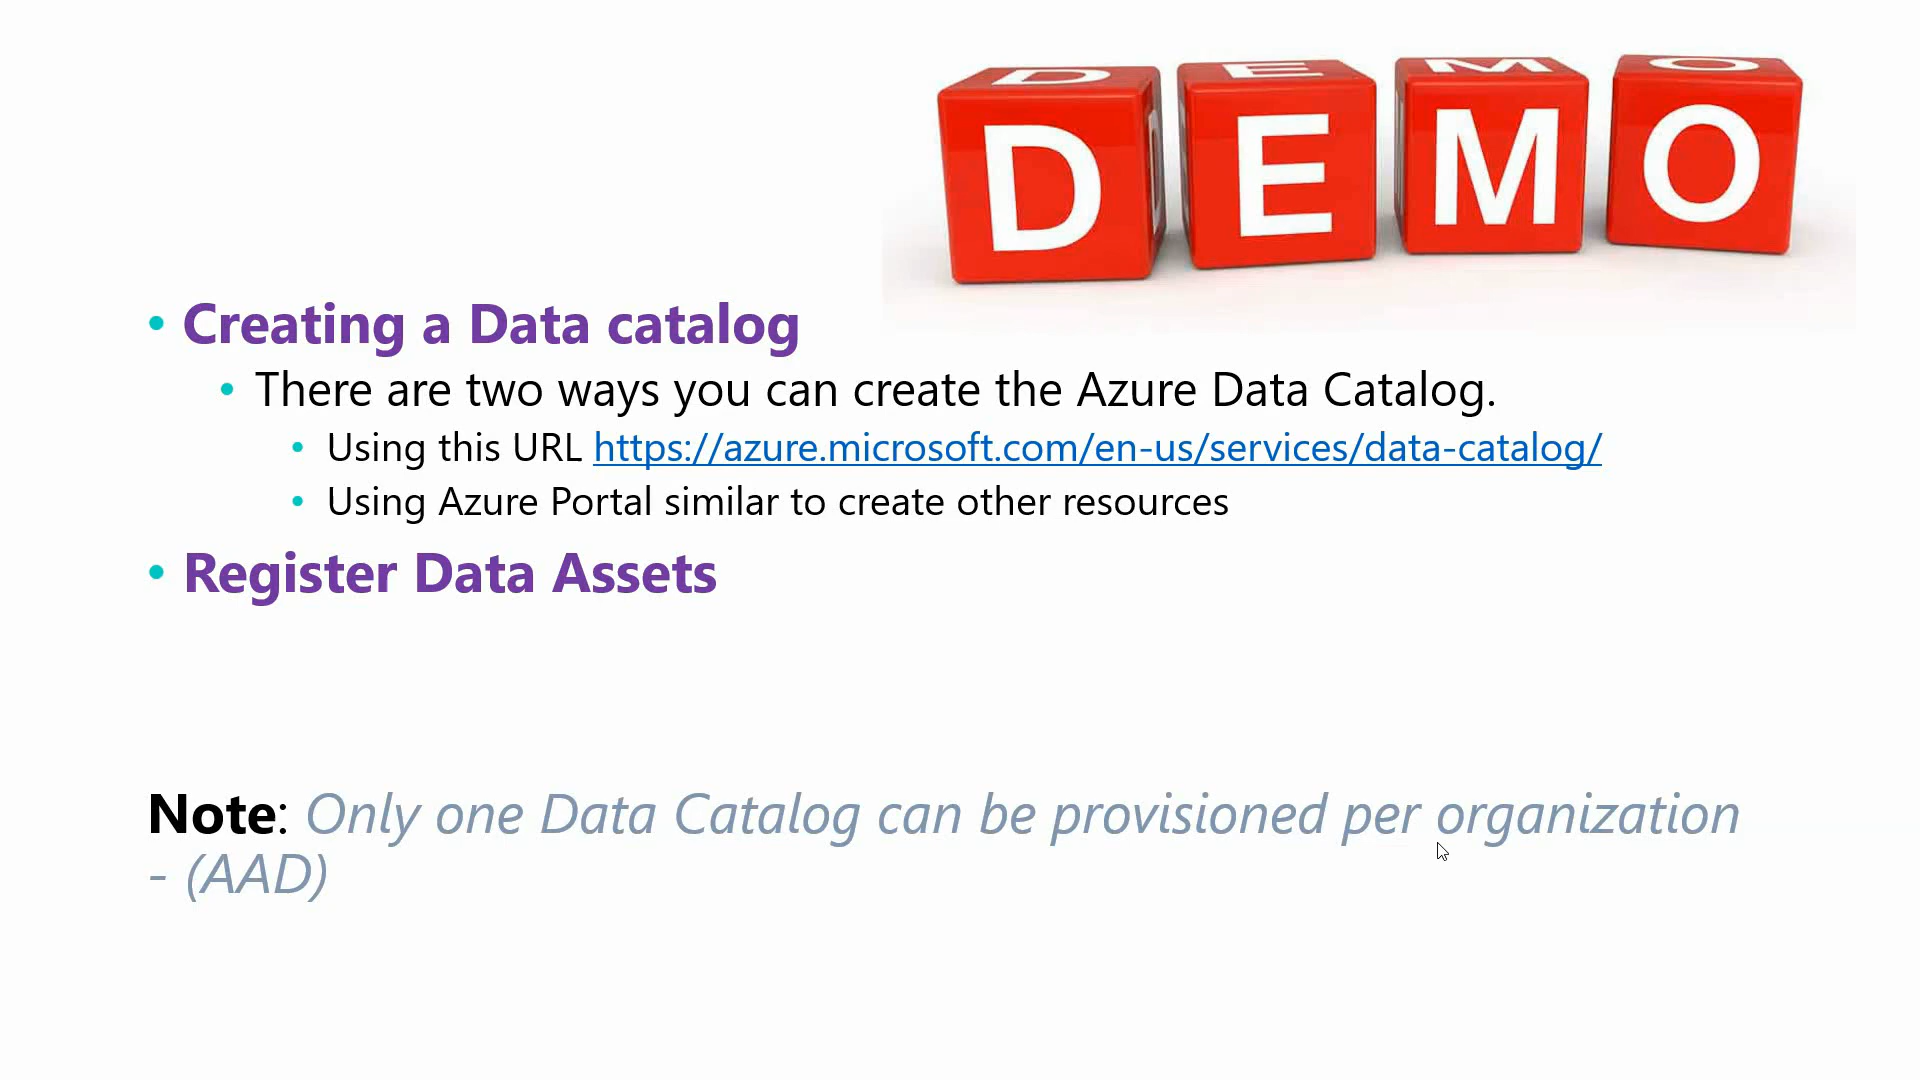 DEMO
• Creating a Data catalog
• There are two ways you can create the Azure Data Catalog.
• Using this URL https://azure.microsoft.com/en-us/services/data-catalog/
• Using Azure Portal similar to create other resources
• Register Data Assets
Note: Only one Data Catalog can be provisioned per organization
- (AAD)